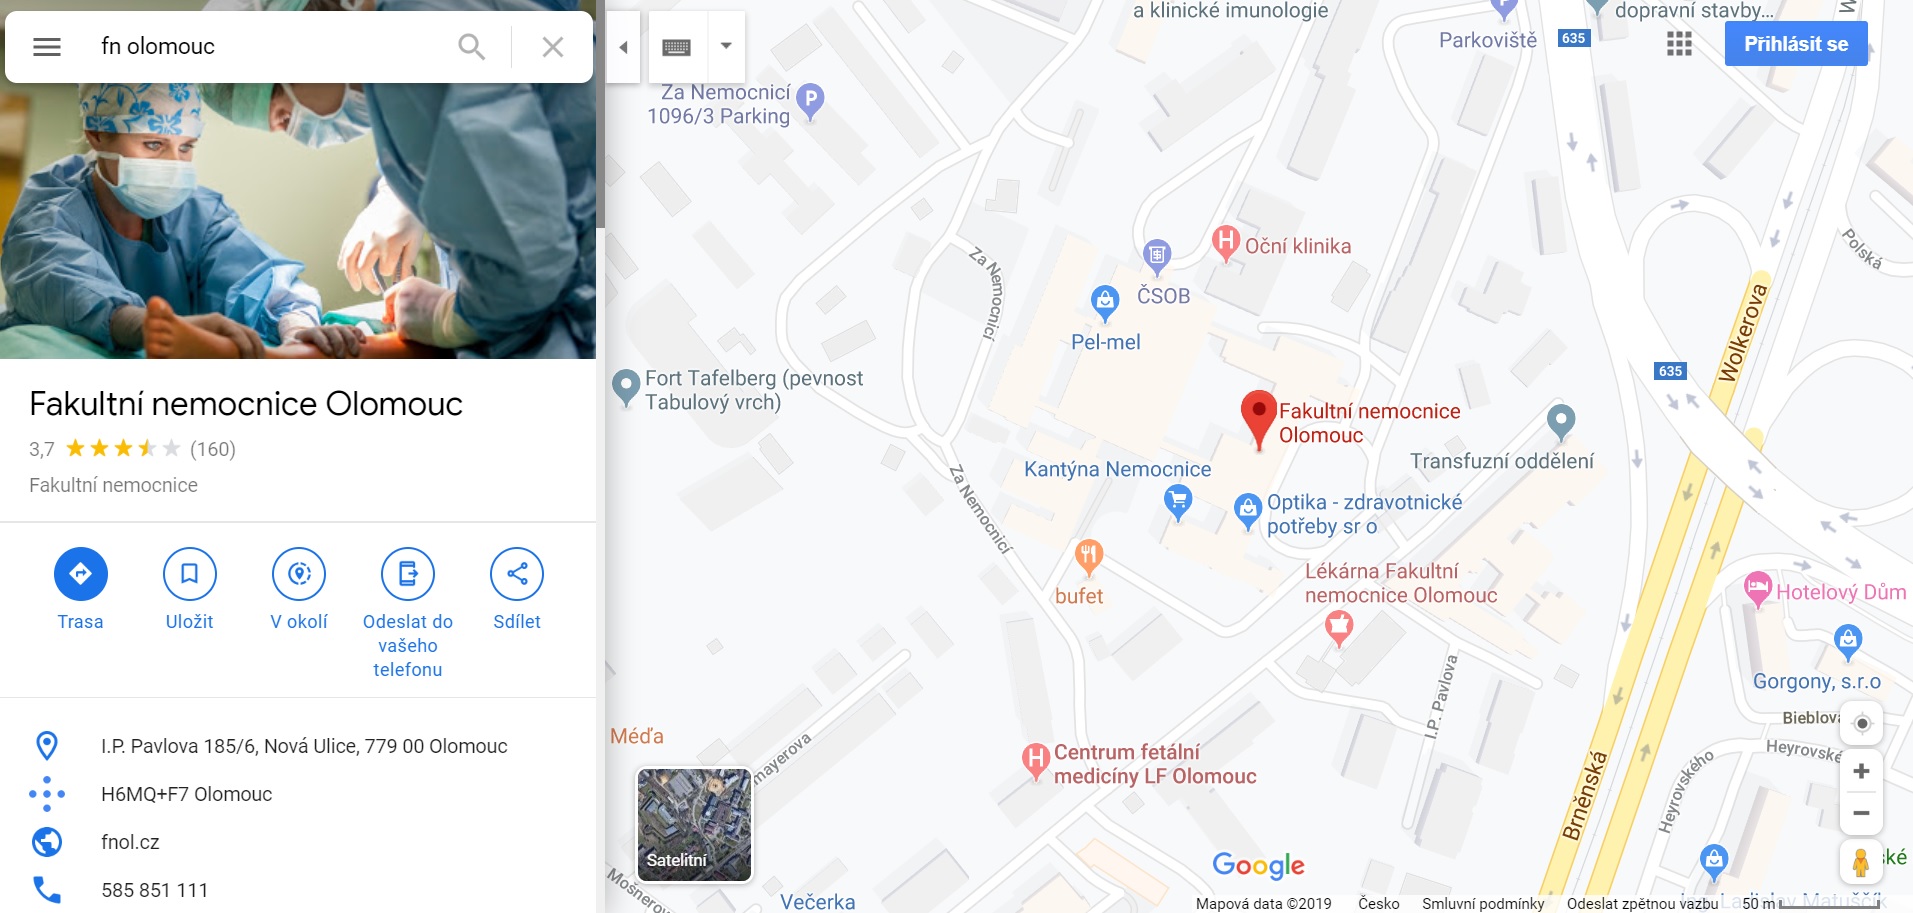 fn olomouc
Fakultní nemocnice Olomouc
3,7 (160)
Fakultní nemocnice
Trasa
Uložit
V okolí
Odeslat do
vašeho
telefonu
Sdílet
I.P. Pavlova 185/6, Nová Ulice, 779 00 Olomouc
H6MQ+F7 Olomouc
fnol.cz
585 851 111
a klinické imunologie
Parkoviště
635
dopravní stavby...
Přihlásit se
Za Nemocnicí
1096/3 Parking
P
Oční klinika
Polská
Za Nemocnicí
ČSOB
Pel-mel
Wolkerova
635
Fort Tafelberg (pevnost
Tabulový vrch)
Fakultní nemocnice
Olomouc
Transfuzní oddělení
Kantýna Nemocnice
Za Nemocnicí
Optika - zdravotnické
potřeby sr o
bufet
Lékárna Fakultní
nemocnice Olomouc
Hotelový Dům
Gorgony, s.r.o
I.P. Pavlova
Méďa
mayerova
Centrum fetální
medicíny LF Olomouc
Heyrovského
Brněnská
Satelitní
Google
Večerka
Mapová data ©2019
Česko
Smluvní podmínky
Odeslat zpětnou vazbu
50 m